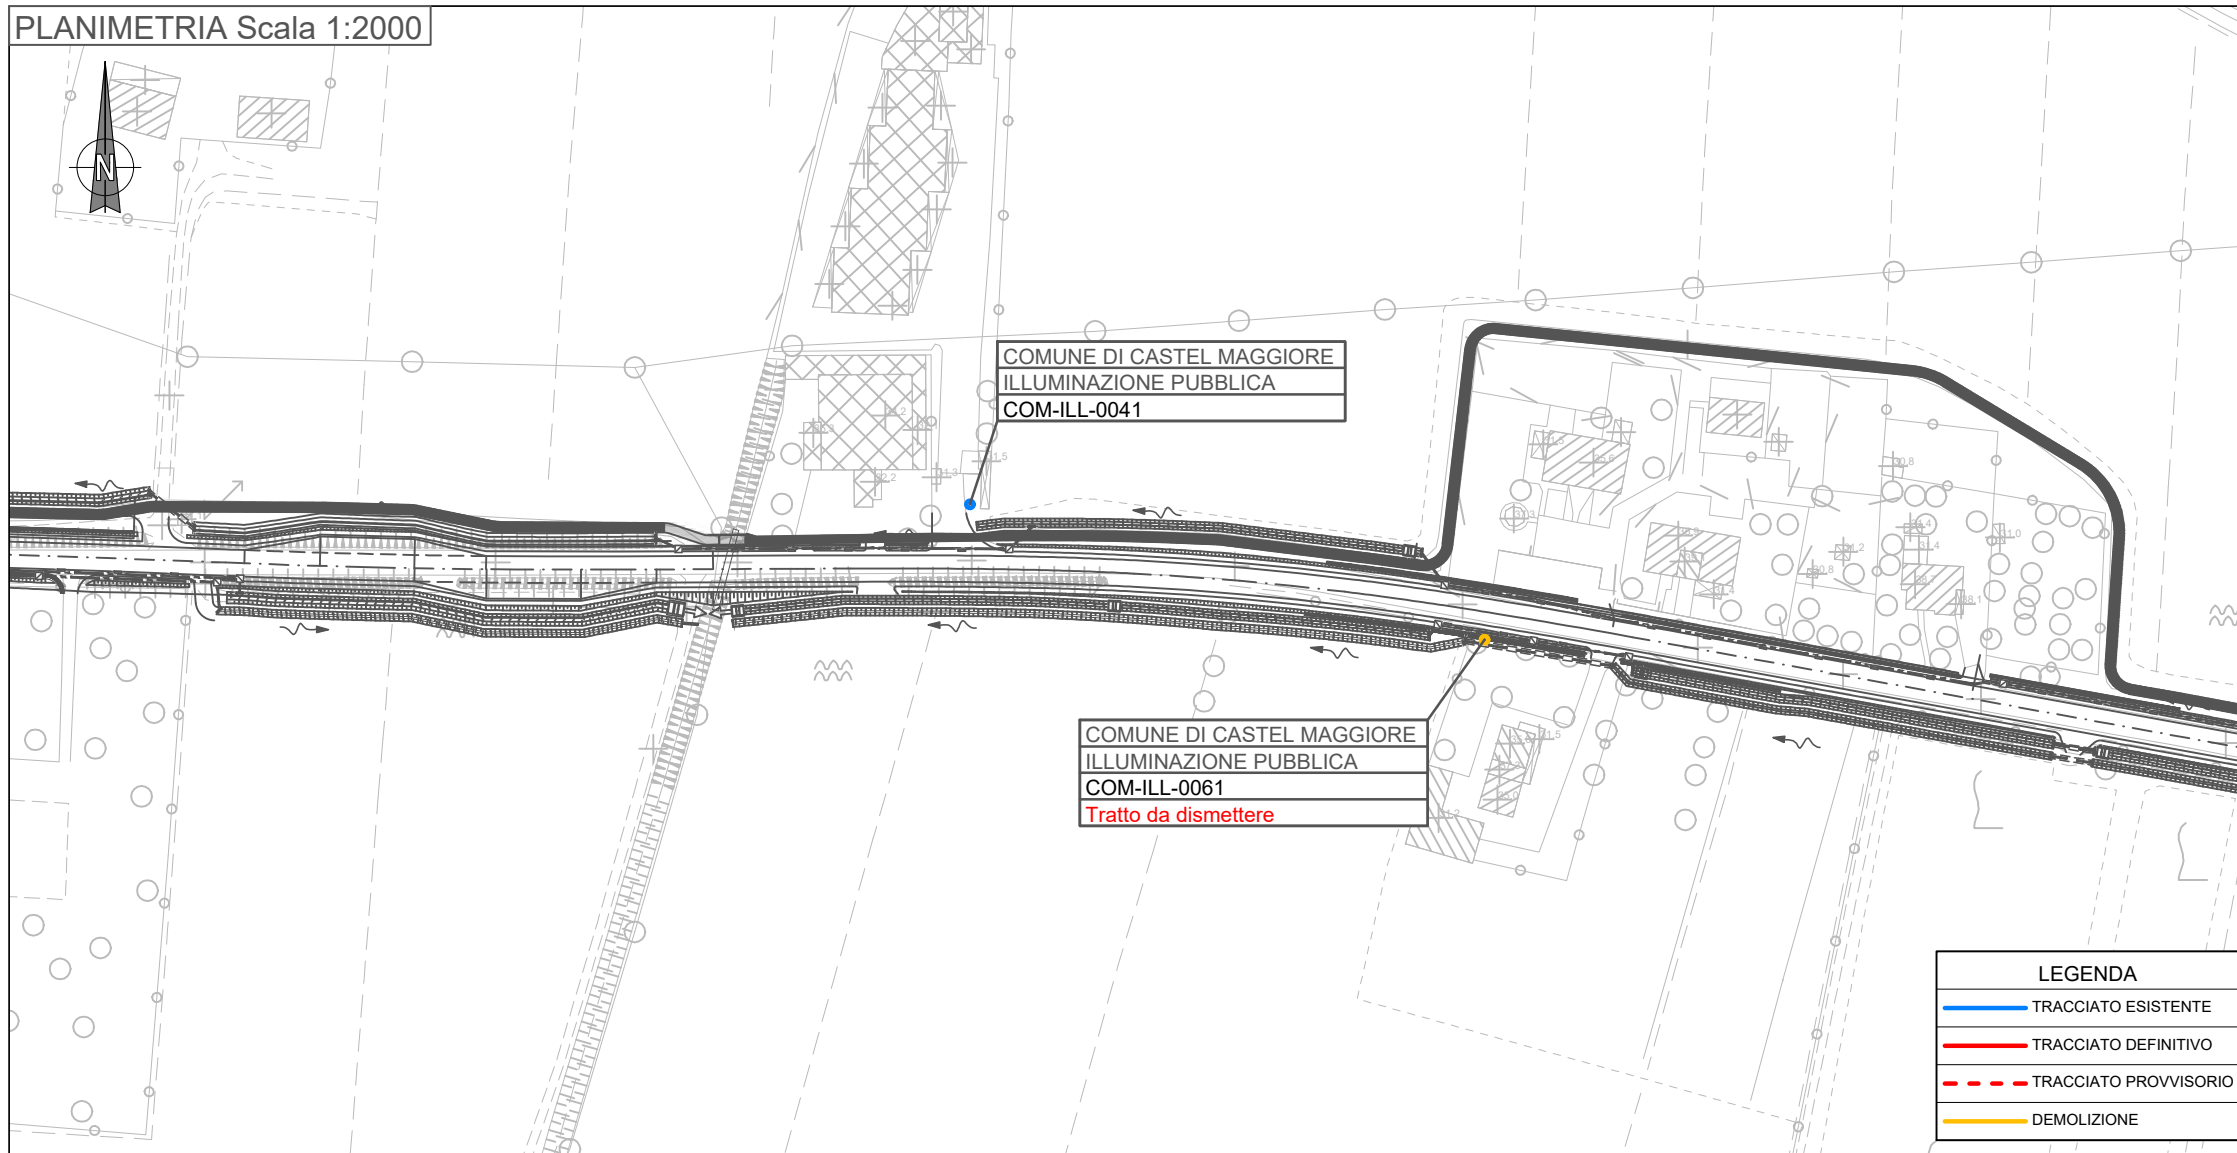 PLANIMETRIA Scala 1:2000
N
COMUNE DI CASTEL MAGGIORE
ILLUMINAZIONE PUBBLICA
COM-ILL-0041
COMUNE DI CASTEL MAGGIORE
ILLUMINAZIONE PUBBLICA
COM-ILL-0061
Tratto da dismettere
LEGENDA
TRACCIATO ESISTENTE
TRACCIATO DEFINITIVO
TRACCIATO PROVVISORIO
DEMOLIZIONE